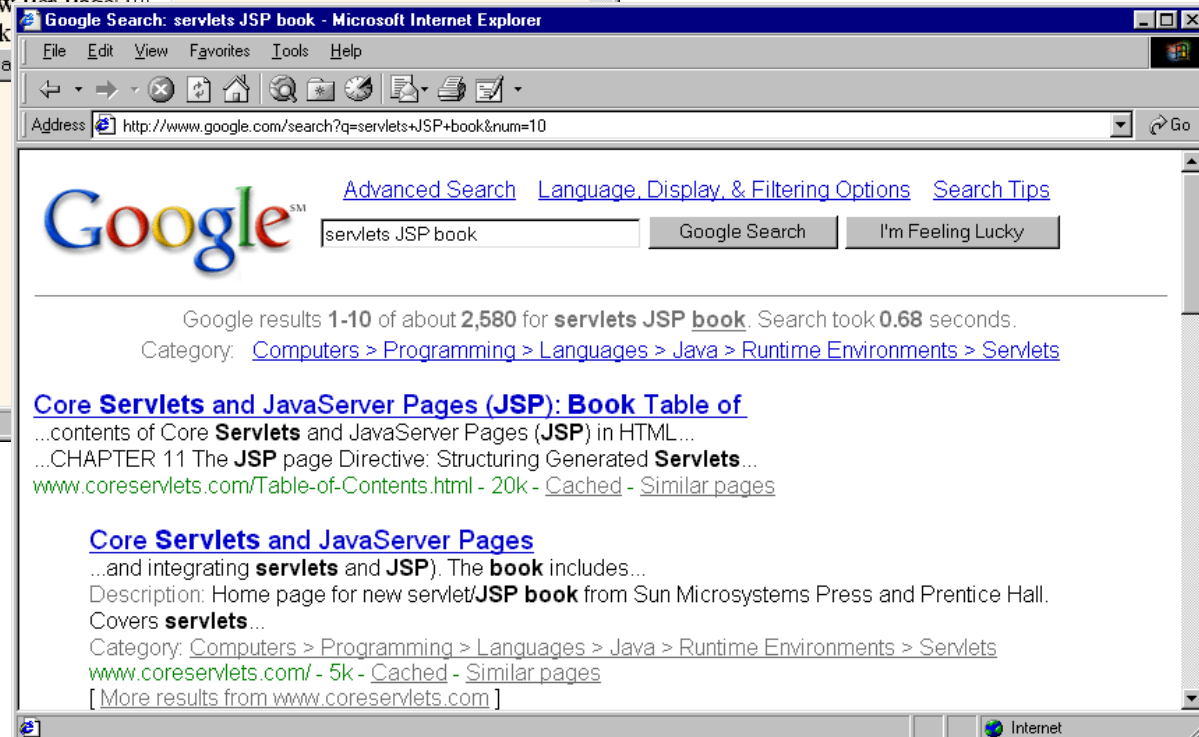 Google Search: servlets JSP book - Microsoft Internet Explorer
File Edit View Favorites Tools Help
Address http://www.google.com/search?q=servlets+JSP+book&num=10 Go
Advanced Search Language, Display, & Filtering Options Search Tips
Google SM
servlets JSP book Google Search I'm Feeling Lucky
Google results 1-10 of about 2,580 for servlets JSP book. Search took 0.68 seconds.
Category: Computers > Programming > Languages > Java > Runtime Environments > Servlets
Core Servlets and JavaServer Pages (JSP): Book Table of
...contents of Core Servlets and JavaServer Pages (JSP) in HTML...
...CHAPTER 11 The JSP page Directive: Structuring Generated Servlets...
www.coreservlets.com/Table-of-Contents.html - 20k - Cached - Similar pages
Core Servlets and JavaServer Pages
...and integrating servlets and JSP). The book includes...
Description: Home page for new servlet/JSP book from Sun Microsystems Press and Prentice Hall.
Covers servlets...
Category: Computers > Programming > Languages > Java > Runtime Environments > Servlets
www.coreservlets.com/ - 5k - Cached - Similar pages
[ More results from www.coreservlets.com ]
Internet